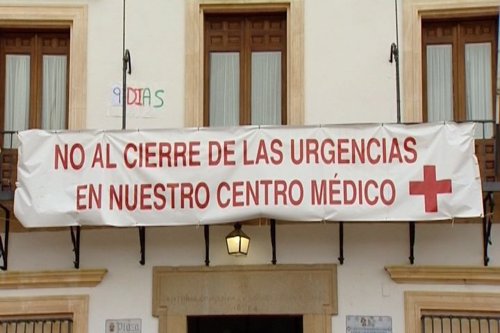 9 DIAS
NO AL CIERRE DE LAS URGENCIAS
EN NUESTRO CENTRO MÉDICO